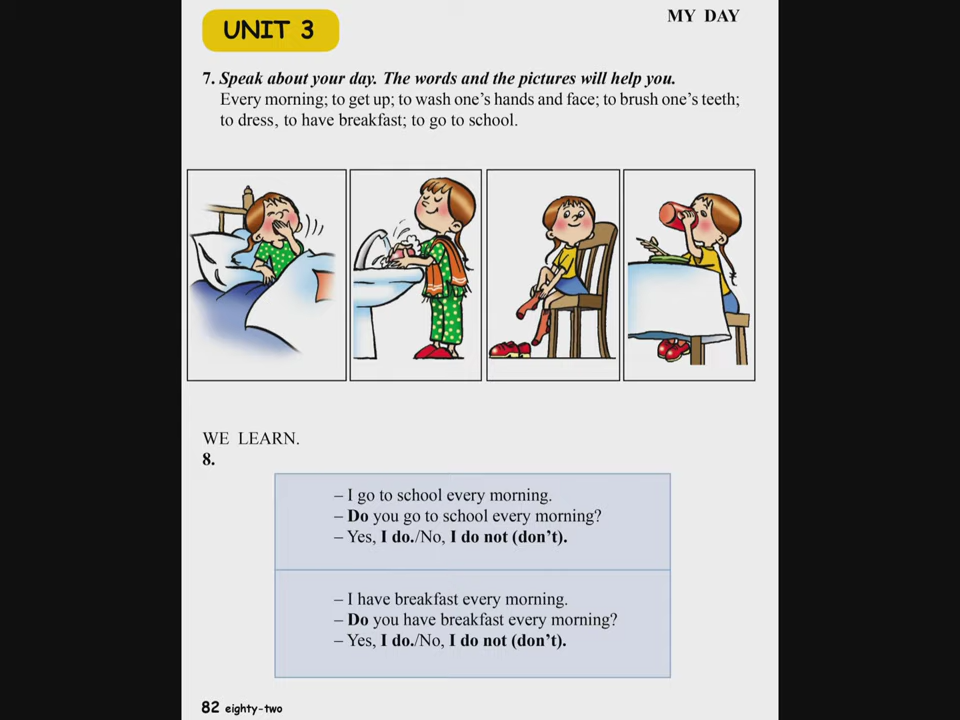 MY DAY
UNIT 3
7. Speak about your day. The words and the pictures will help you.
Every morning; to get up; to wash one's hands and face; to brush one's teeth;
to dress, to have breakfast; to go to school.
WE LEARN.
8.
– I go to school every morning.
– Do you go to school every morning?
– Yes, I do./No, I do not (don't).
– I have breakfast every morning.
– Do you have breakfast every morning?
– Yes, I do./No, I do not (don't).
82 eighty-two